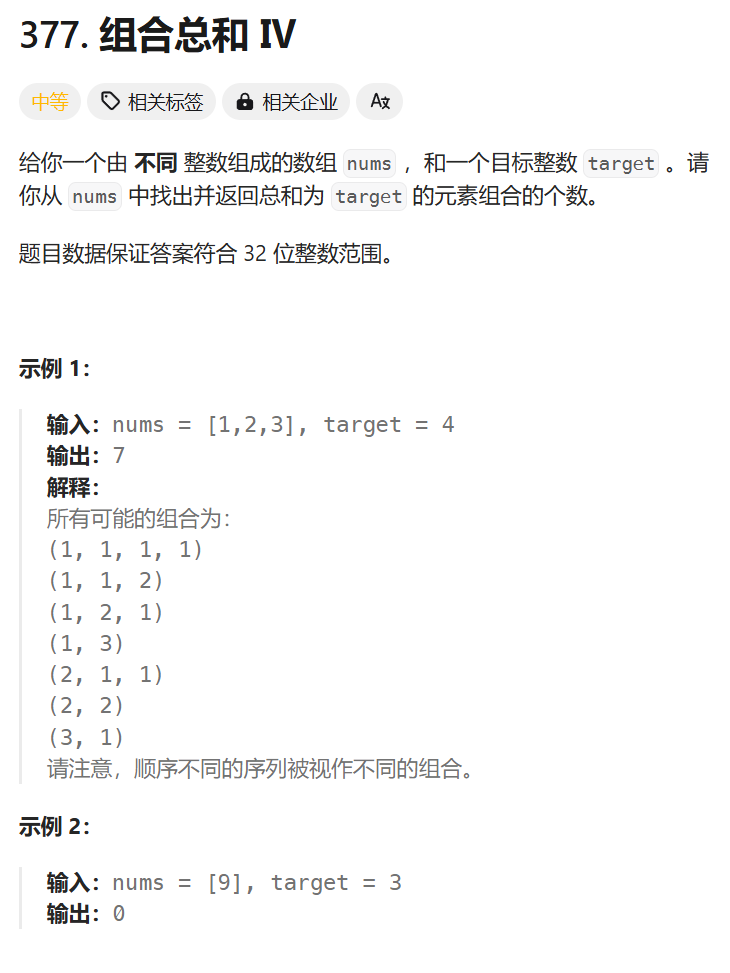 377. 组合总和 Ⅳ
中等 相关标签 相关企业 Aあ
给你一个由 不同 整数组成的数组 nums ，和一个目标整数 target 。请
你从 nums 中找出并返回总和为 target 的元素组合的个数。
题目数据保证答案符合 32 位整数范围。
示例 1：
输入：nums = [1,2,3], target = 4
输出：7
解释：
所有可能的组合为：
(1, 1, 1, 1)
(1, 1, 2)
(1, 2, 1)
(1, 3)
(2, 1, 1)
(2, 2)
(3, 1)
请注意，顺序不同的序列被视作不同的组合。
示例 2：
输入：nums = [9], target = 3
输出：0